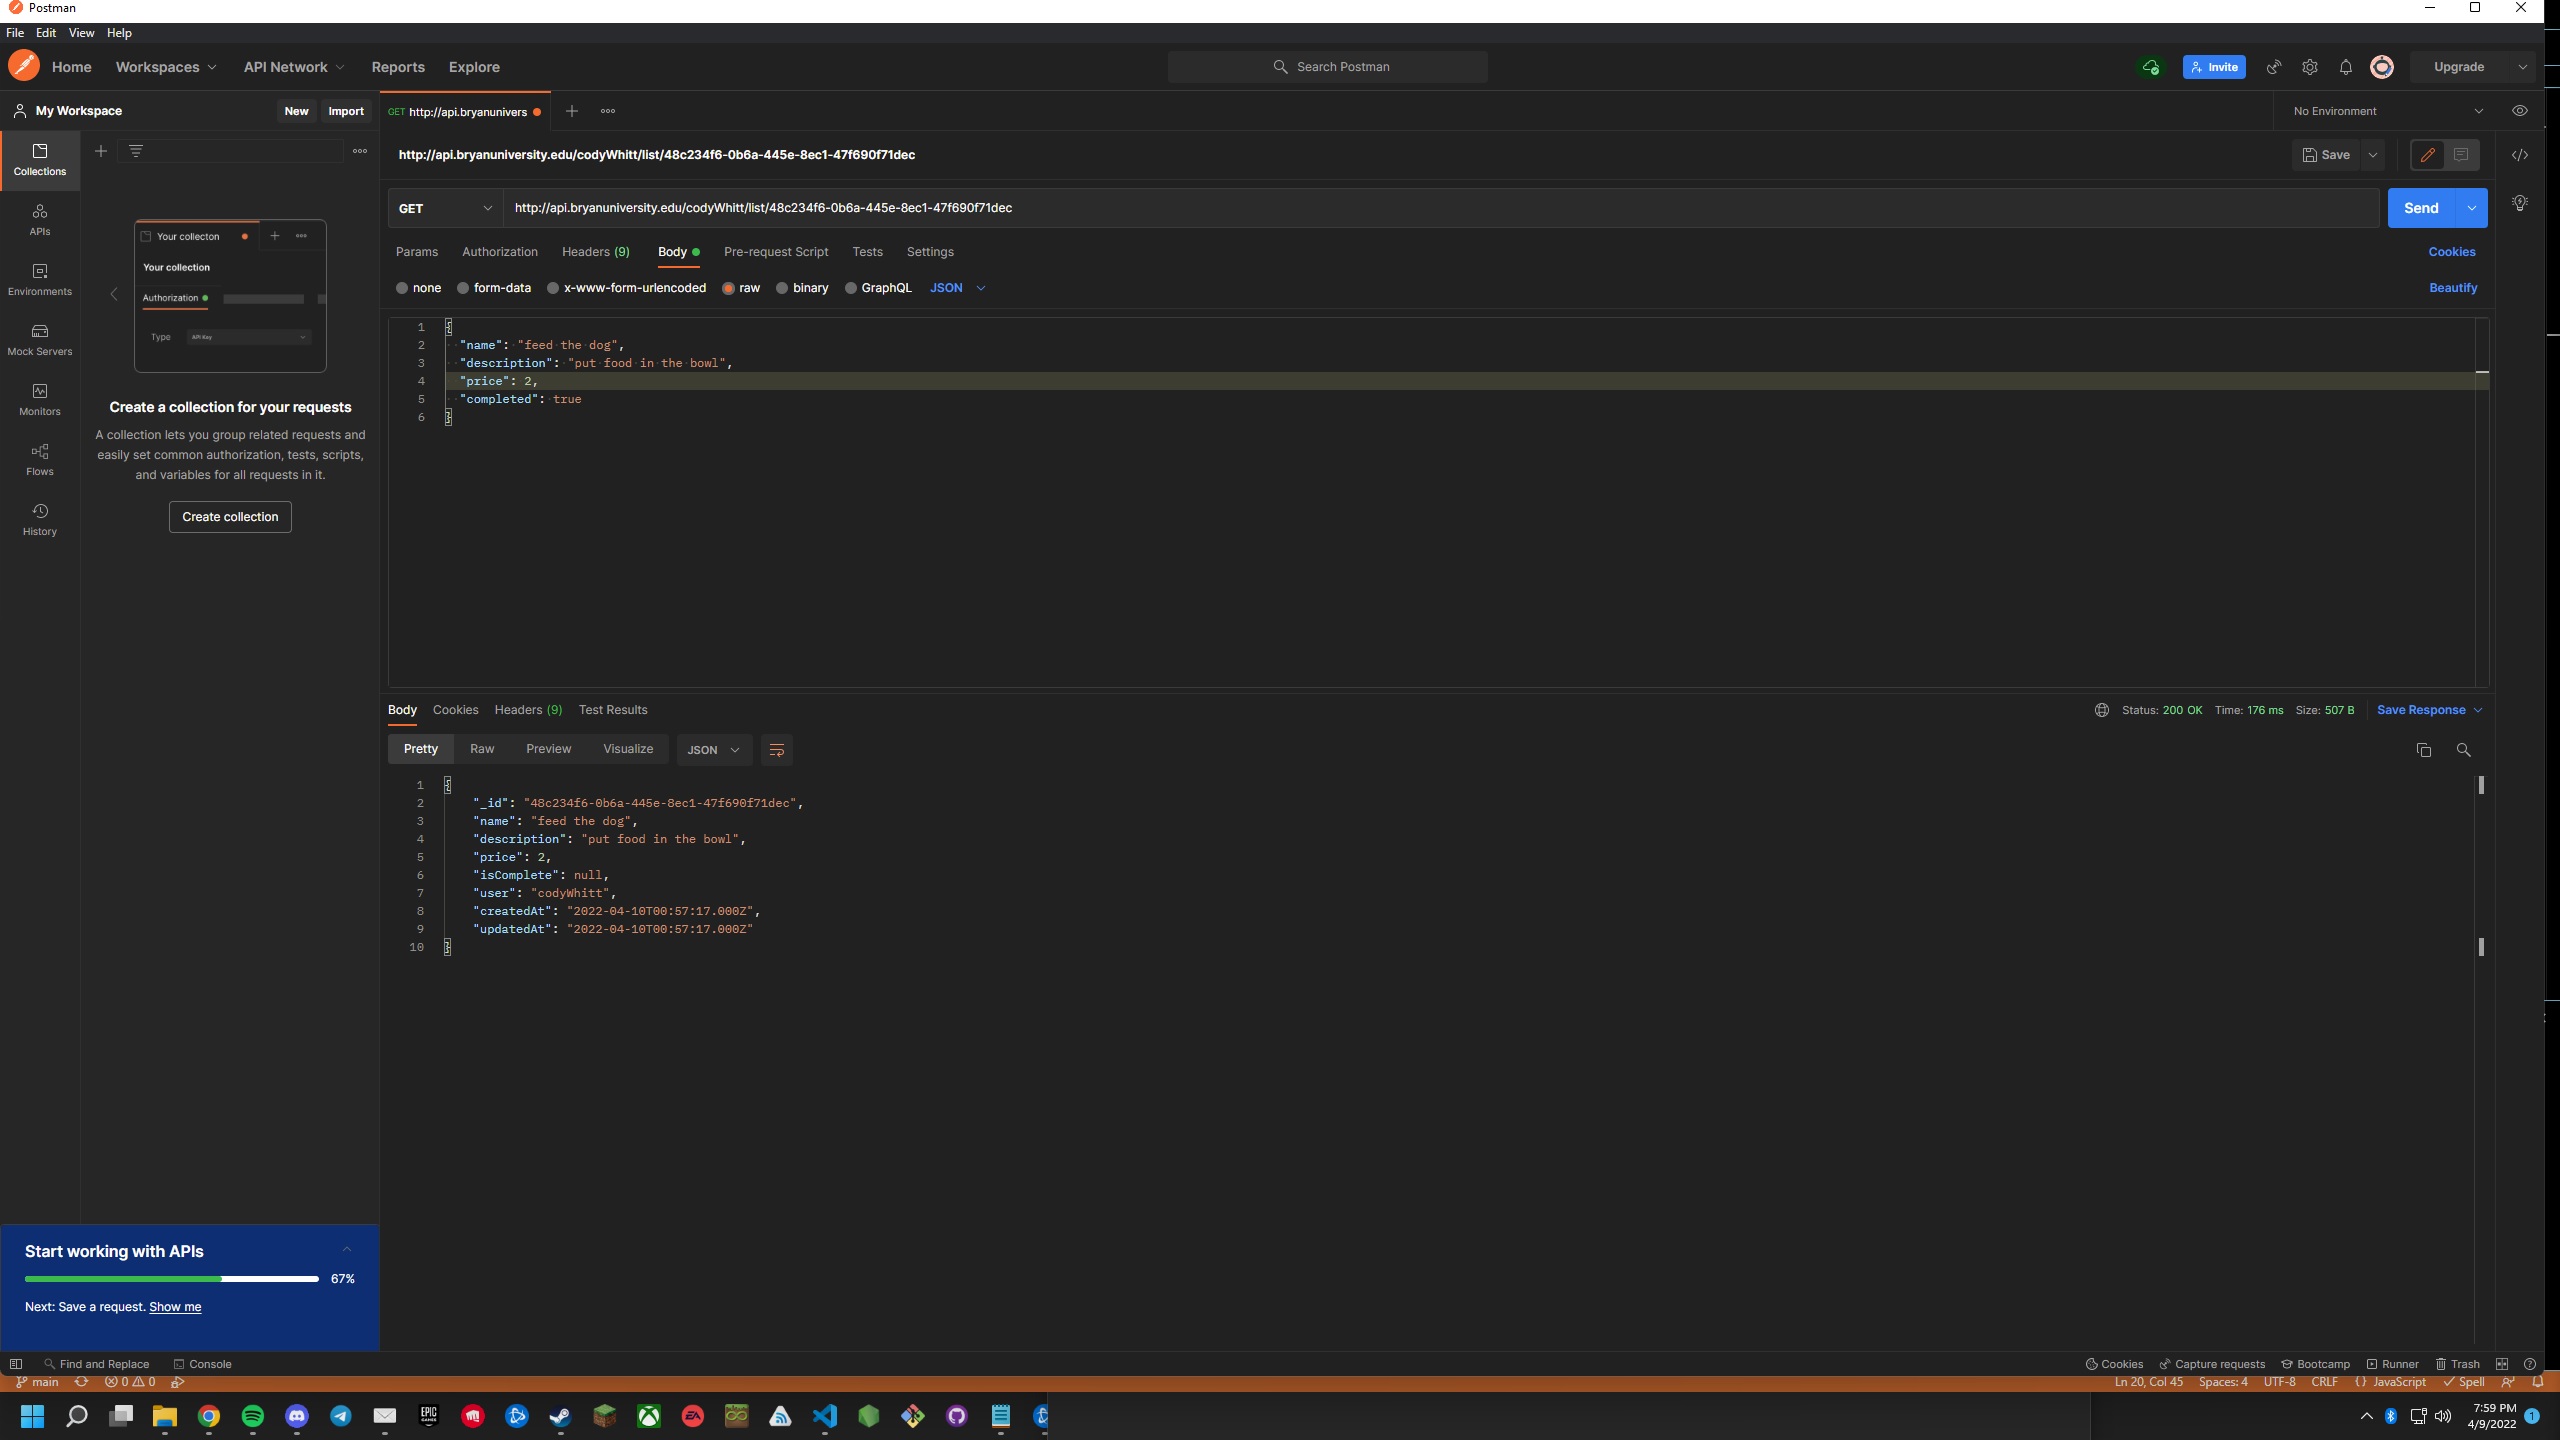 Postman
File Edit View Help
Home Workspaces API Network Reports Explore
Search Postman
Invite
Upgrade
My Workspace
New Import
GET http://api.bryanunivers
No Environment
Collections
APIs
Environments
Mock Servers
Monitors
Flows
History
Your collecton
Your collection
Authorization
Type API Key
Create a collection for your requests
A collection lets you group related requests and
easily set common authorization, tests, scripts,
and variables for all requests in it.
Create collection
Start working with APIs
67%
Next: Save a request. Show me
http://api.bryanuniversity.edu/codyWhitt/list/48c234f6-0b6a-445e-8ec1-47f690f71dec
Save
GET http://api.bryanuniversity.edu/codyWhitt/list/48c234f6-0b6a-445e-8ec1-47f690f71dec
Send
Params Authorization Headers (9) Body Pre-request Script Tests Settings
Cookies
none form-data x-www-form-urlencoded raw binary GraphQL JSON
Beautify
1 {
2 "name": "feed the dog",
3 "description": "put food in the bowl",
4 "price": 2,
5 "completed": true
6 }
Body Cookies Headers (9) Test Results
Status: 200 OK Time: 176 ms Size: 507 B Save Response
Pretty Raw Preview Visualize JSON
1 {
2 "_id": "48c234f6-0b6a-445e-8ec1-47f690f71dec",
3 "name": "feed the dog",
4 "description": "put food in the bowl",
5 "price": 2,
6 "isComplete": null,
7 "user": "codyWhitt",
8 "createdAt": "2022-04-10T00:57:17.000Z",
9 "updatedAt": "2022-04-10T00:57:17.000Z"
10 }
Find and Replace Console
Cookies Capture requests Bootcamp Runner Trash
main 0 0
Ln 20, Col 45 Spaces: 4 UTF-8 CRLF {} JavaScript Spell
EPIC GAMES
EA
7:59 PM
4/9/2022
1